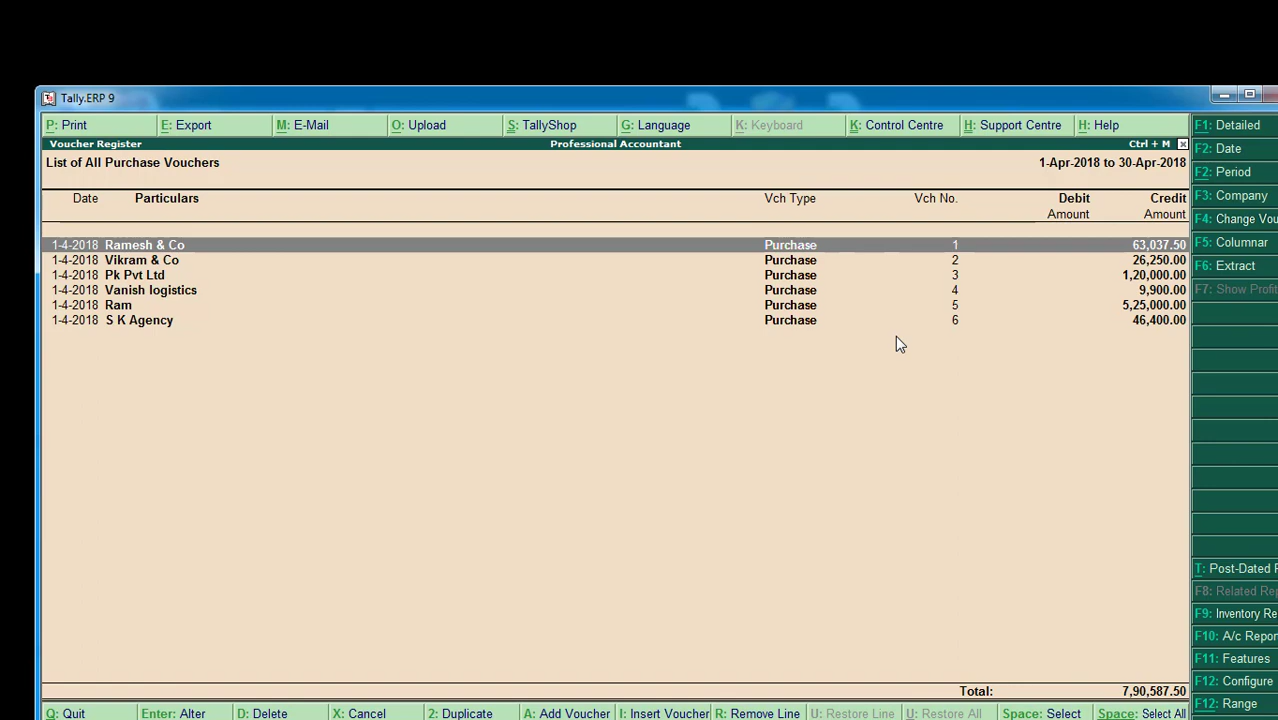 Tally.ERP 9
P: Print E: Export M: E-Mail O: Upload S: TallyShop G: Language K: Keyboard K: Control Centre H: Support Centre H: Help
Voucher Register Professional Accountant Ctrl + M
List of All Purchase Vouchers 1-Apr-2018 to 30-Apr-2018
Date Particulars Vch Type Vch No. Debit Credit
Amount Amount
1-4-2018 Ramesh & Co Purchase 1 63,037.50
1-4-2018 Vikram & Co Purchase 2 26,250.00
1-4-2018 Pk Pvt Ltd Purchase 3 1,20,000.00
1-4-2018 Vanish logistics Purchase 4 9,900.00
1-4-2018 Ram Purchase 5 5,25,000.00
1-4-2018 S K Agency Purchase 6 46,400.00
Total: 7,90,587.50
Q: Quit Enter: Alter D: Delete X: Cancel 2: Duplicate A: Add Voucher I: Insert Voucher R: Remove Line U: Restore Line U: Restore All Space: Select Space: Select All
F1: Detailed
F2: Date
F2: Period
F3: Company
F4: Change Vou
F5: Columnar
F6: Extract
F7: Show Profit
T: Post-Dated
F8: Related Rep
F9: Inventory Re
F10: A/c Repor
F11: Features
F12: Configure
F12: Range